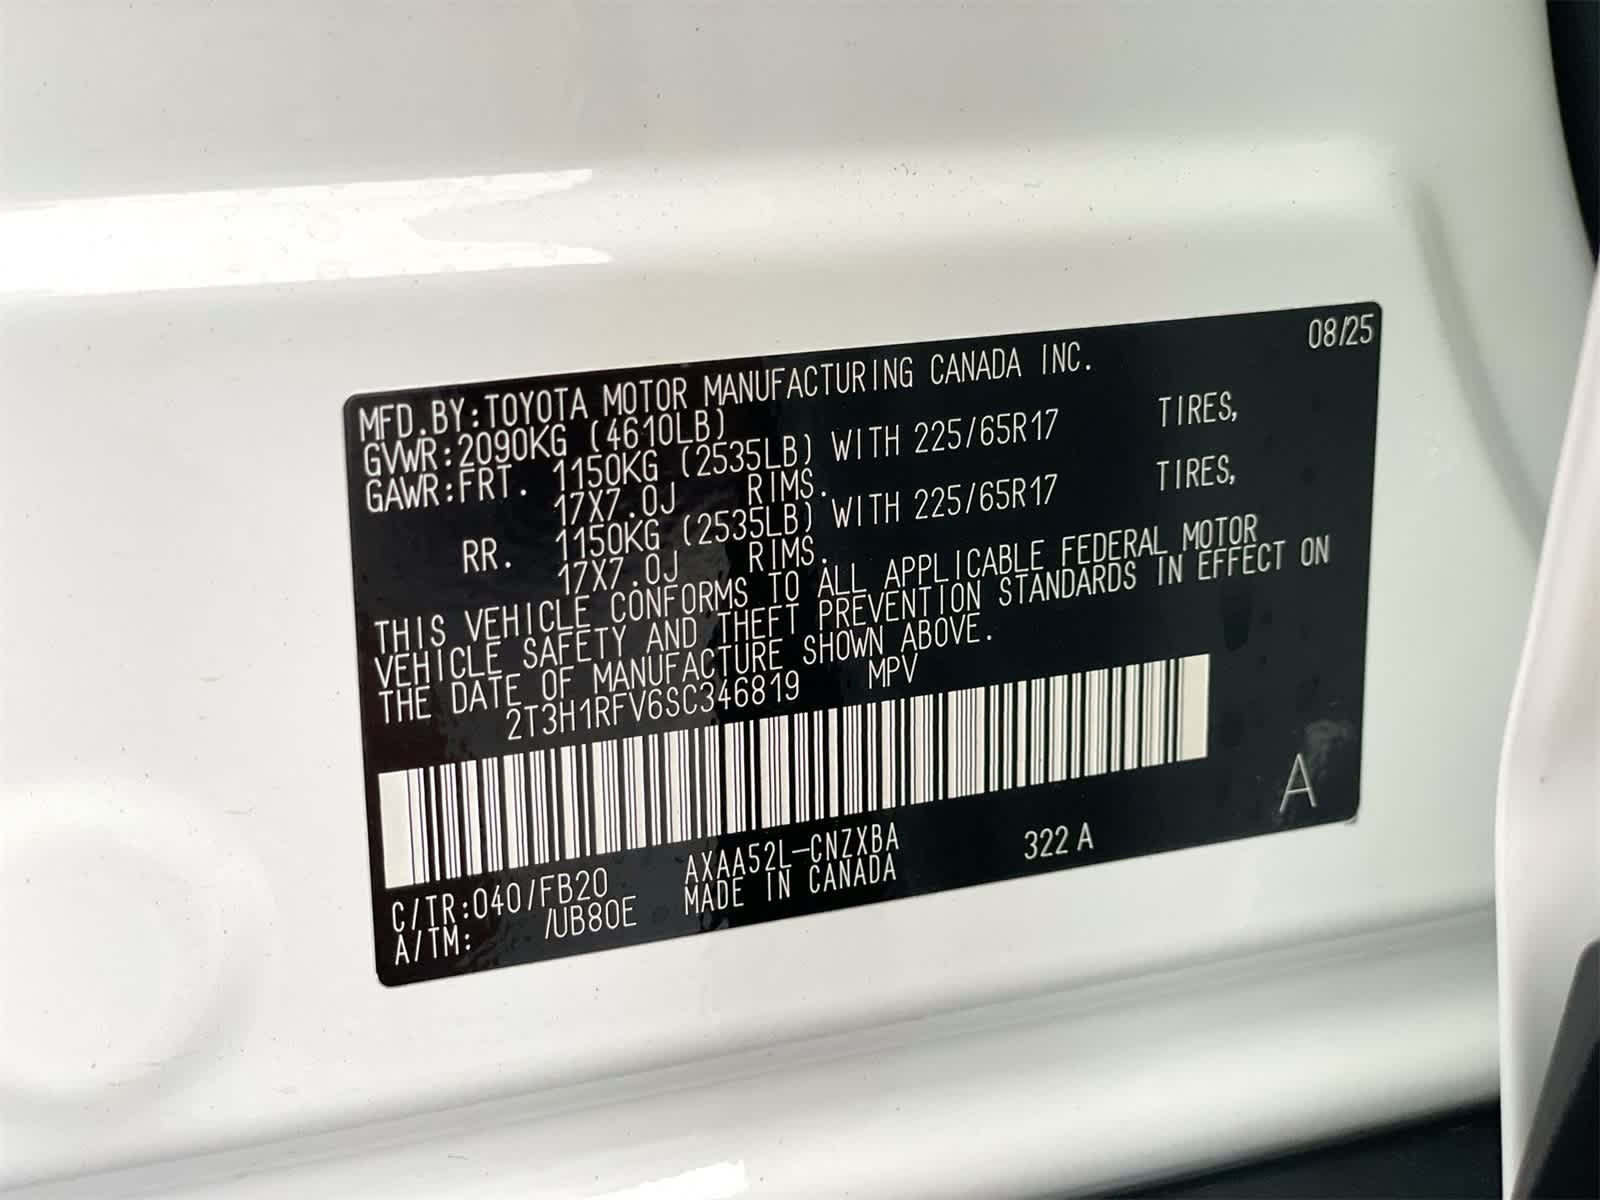 08/25
MFD.BY:TOYOTA MOTOR MANUFACTURING CANADA INC.
GVWR:2090KG (4610LB)
GAWR:FRT. 1150KG (2535LB) WITH 225/65R17 TIRES,
17X7.0J RIMS.
RR. 1150KG (2535LB) WITH 225/65R17 TIRES,
17X7.0J RIMS.
THIS VEHICLE CONFORMS TO ALL APPLICABLE FEDERAL MOTOR
VEHICLE SAFETY AND THEFT PREVENTION STANDARDS IN EFFECT ON
THE DATE OF MANUFACTURE SHOWN ABOVE.
2T3H1RFV6SC346819 MPV
A
C/TR:040/FB20 AXAA52L-CNZXBA 322 A
A/TM: /UB80E MADE IN CANADA